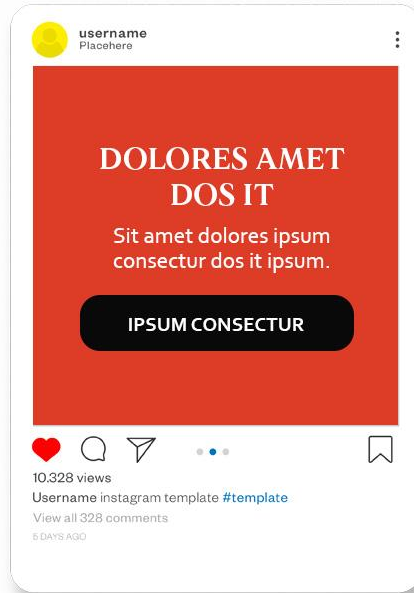 username
Placehere
DOLORES AMET
DOS IT
Sit amet dolores ipsum
consectur dos it ipsum.
IPSUM CONSECTUR
10.328 views
Username instagram template #template
View all 328 comments
5 DAYS AGO